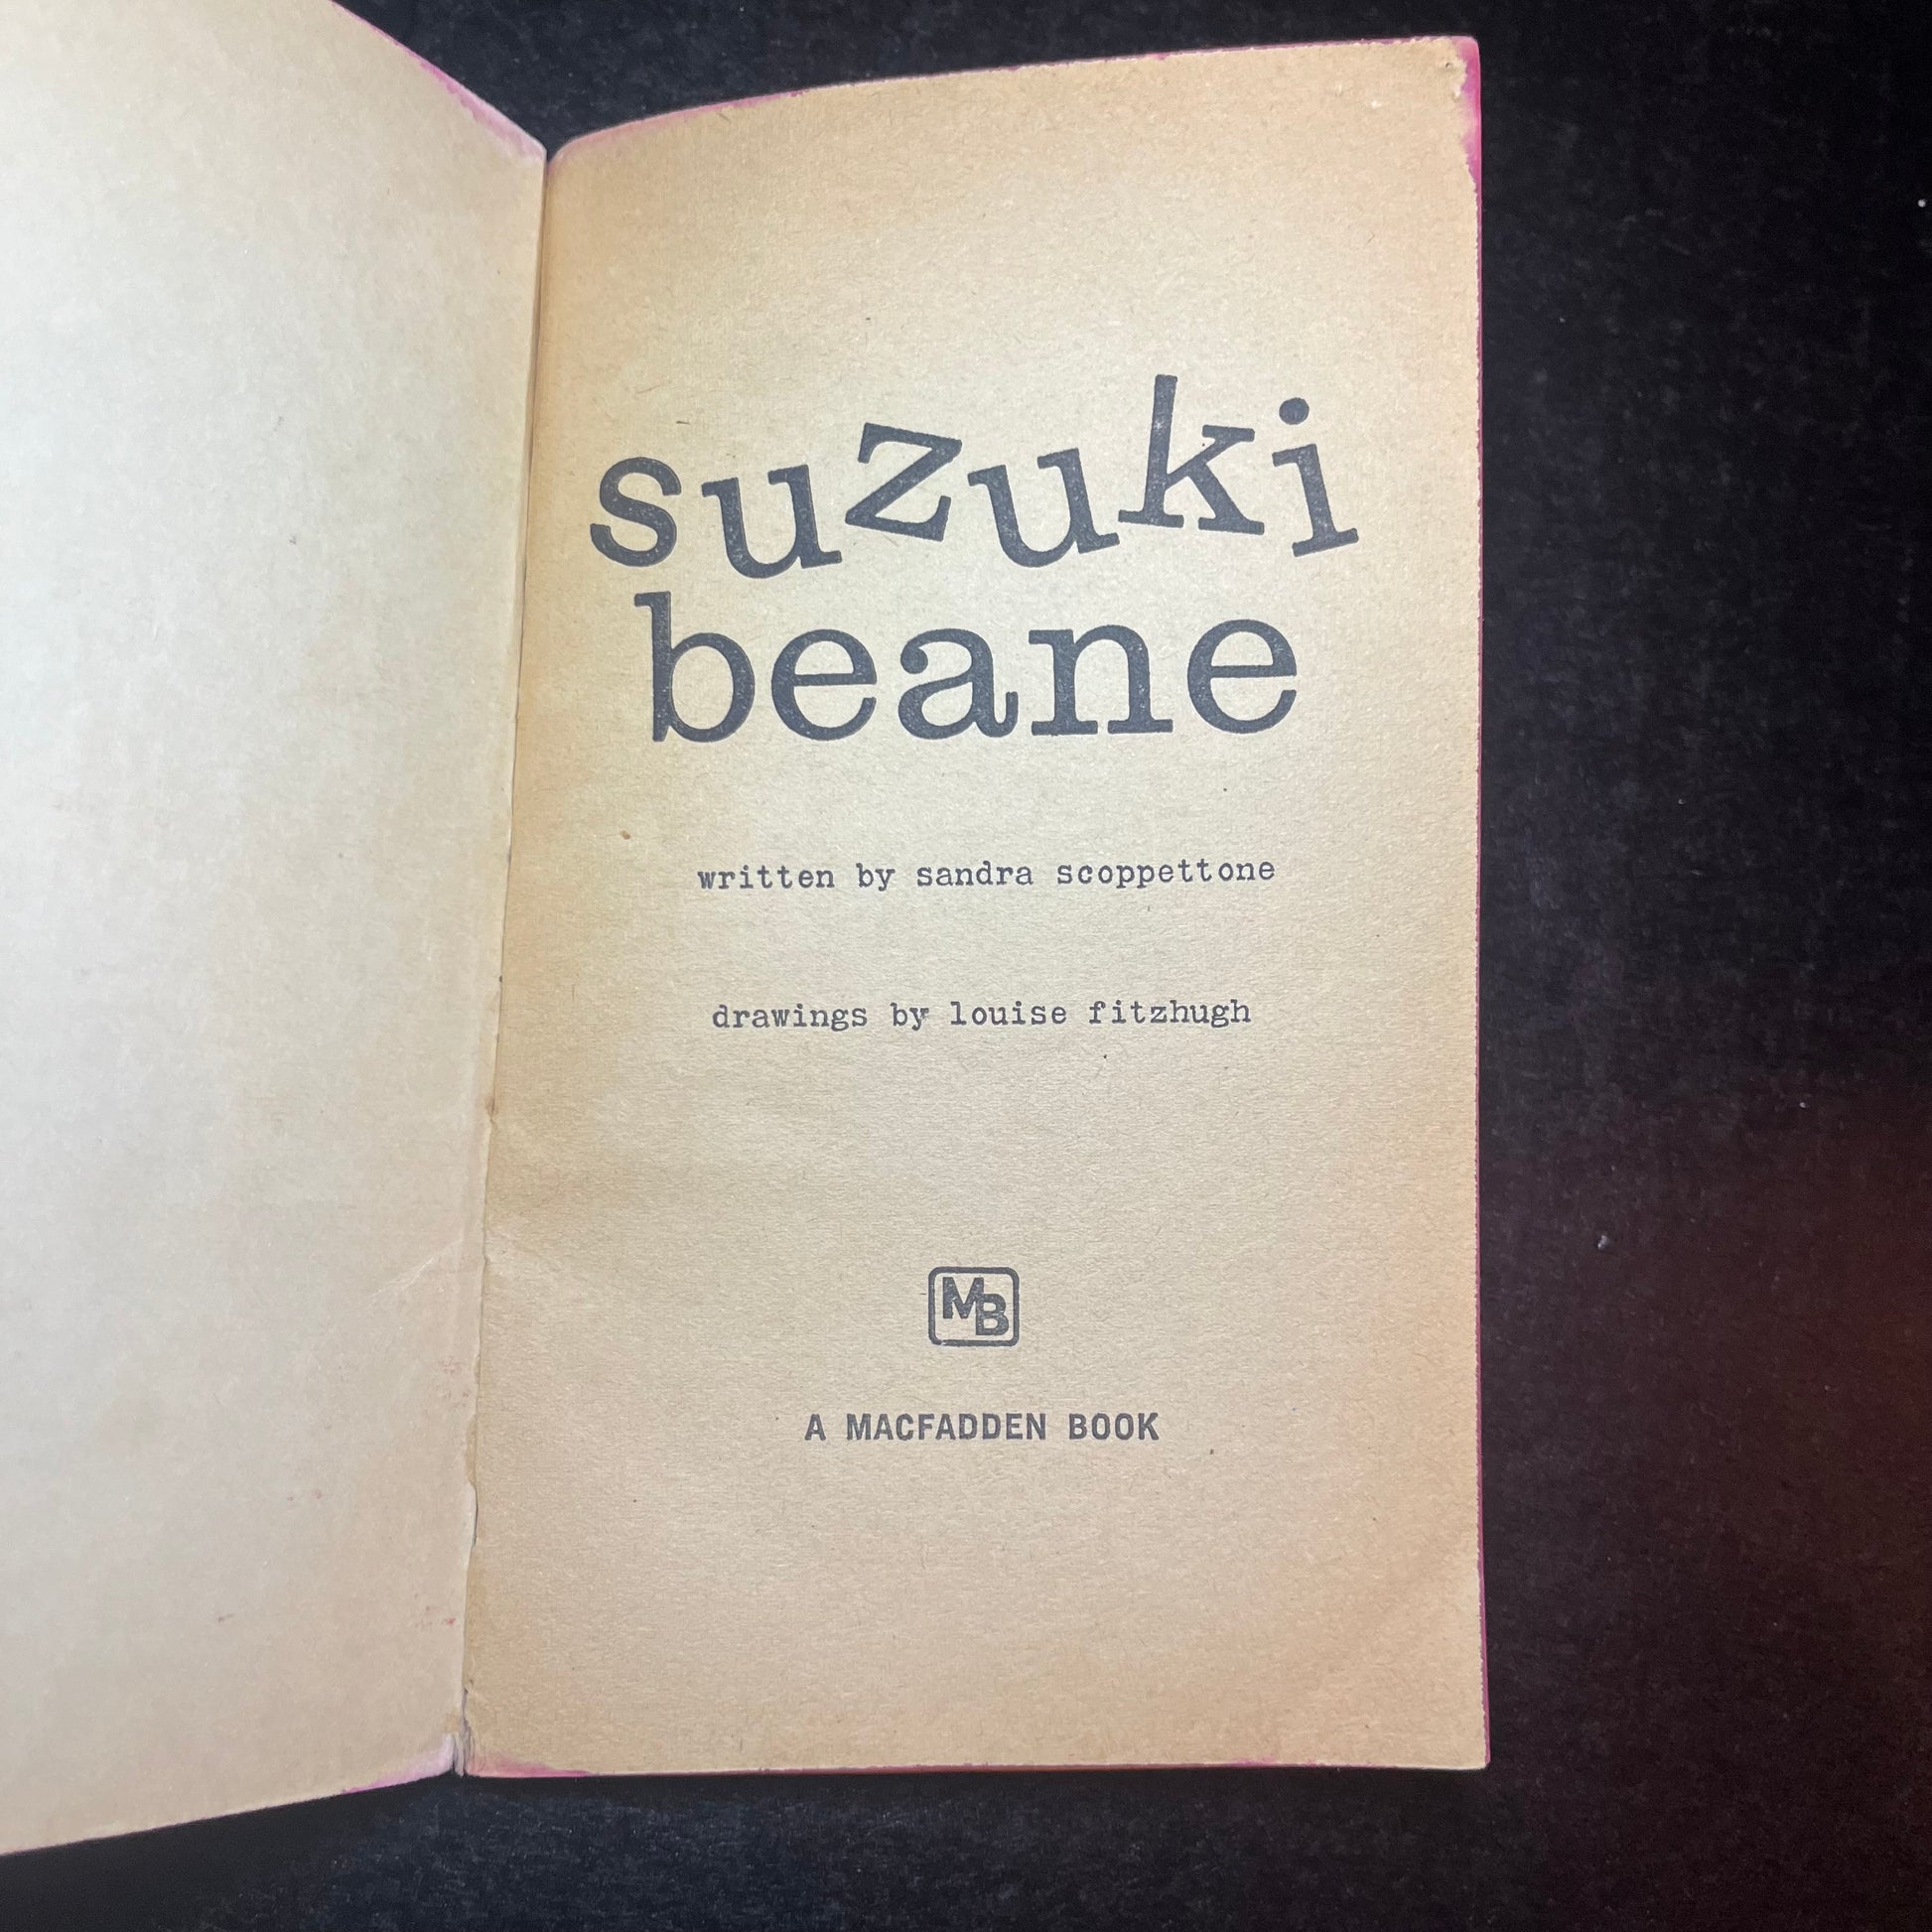 suzuki
beane
written by sandra scoppettone
drawings by louise fitzhugh
MB
A MACFADDEN BOOK